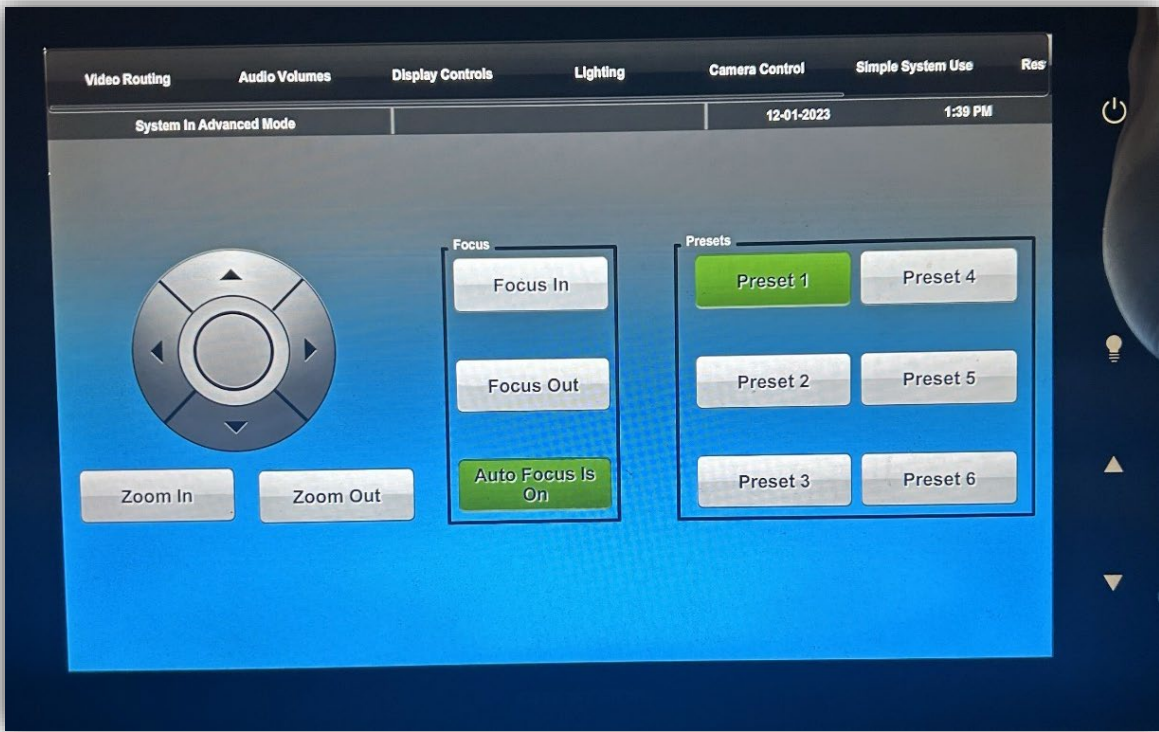 Video Routing
Audio Volumes
Display Controls
Lighting
Camera Control
Simple System Use
Res
System In Advanced Mode
12-01-2023
1:39 PM
Focus
Focus In
Focus Out
Auto Focus Is
On
Presets
Preset 1
Preset 4
Preset 2
Preset 5
Preset 3
Preset 6
Zoom In
Zoom Out